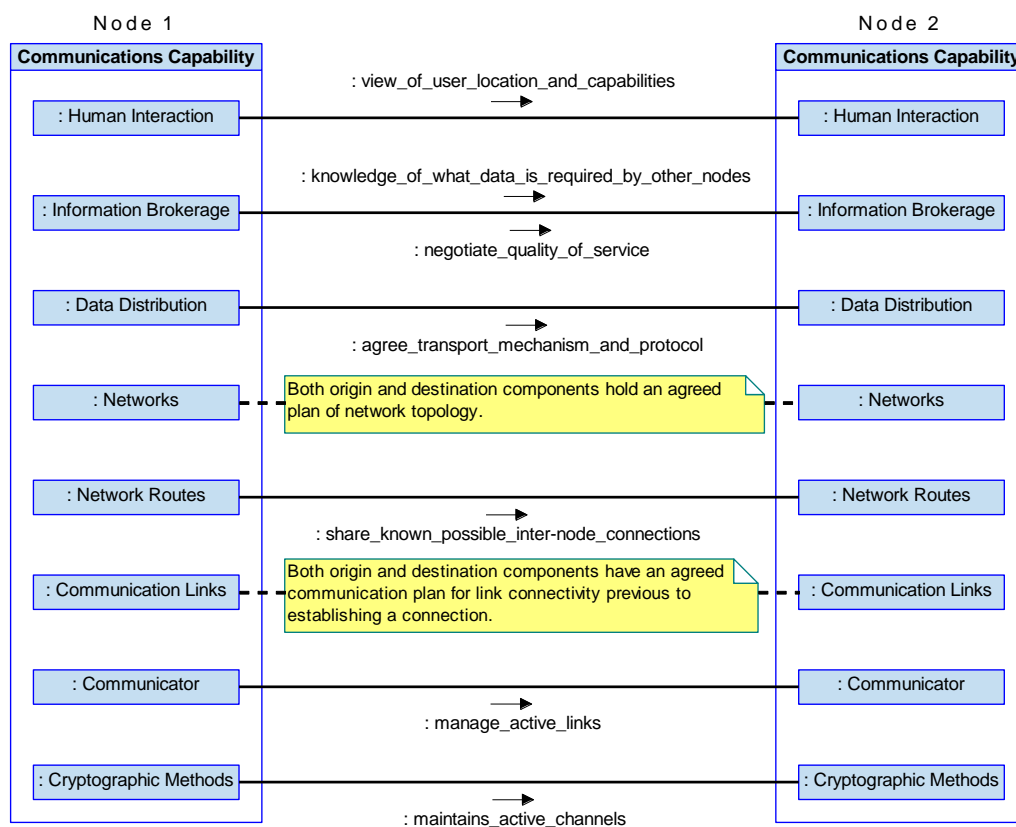 Node 1
Node 2
Communications Capability
Communications Capability
: view_of_user_location_and_capabilities
: Human Interaction
: Human Interaction
: knowledge_of_what_data_is_required_by_other_nodes
: Information Brokerage
: Information Brokerage
: negotiate_quality_of_service
: Data Distribution
: Data Distribution
: agree_transport_mechanism_and_protocol
: Networks
Both origin and destination components hold an agreed
plan of network topology.
: Networks
: Network Routes
: Network Routes
: share_known_possible_inter-node_connections
: Communication Links
Both origin and destination components have an agreed
communication plan for link connectivity previous to
establishing a connection.
: Communication Links
: Communicator
: Communicator
: manage_active_links
: Cryptographic Methods
: Cryptographic Methods
: maintains_active_channels